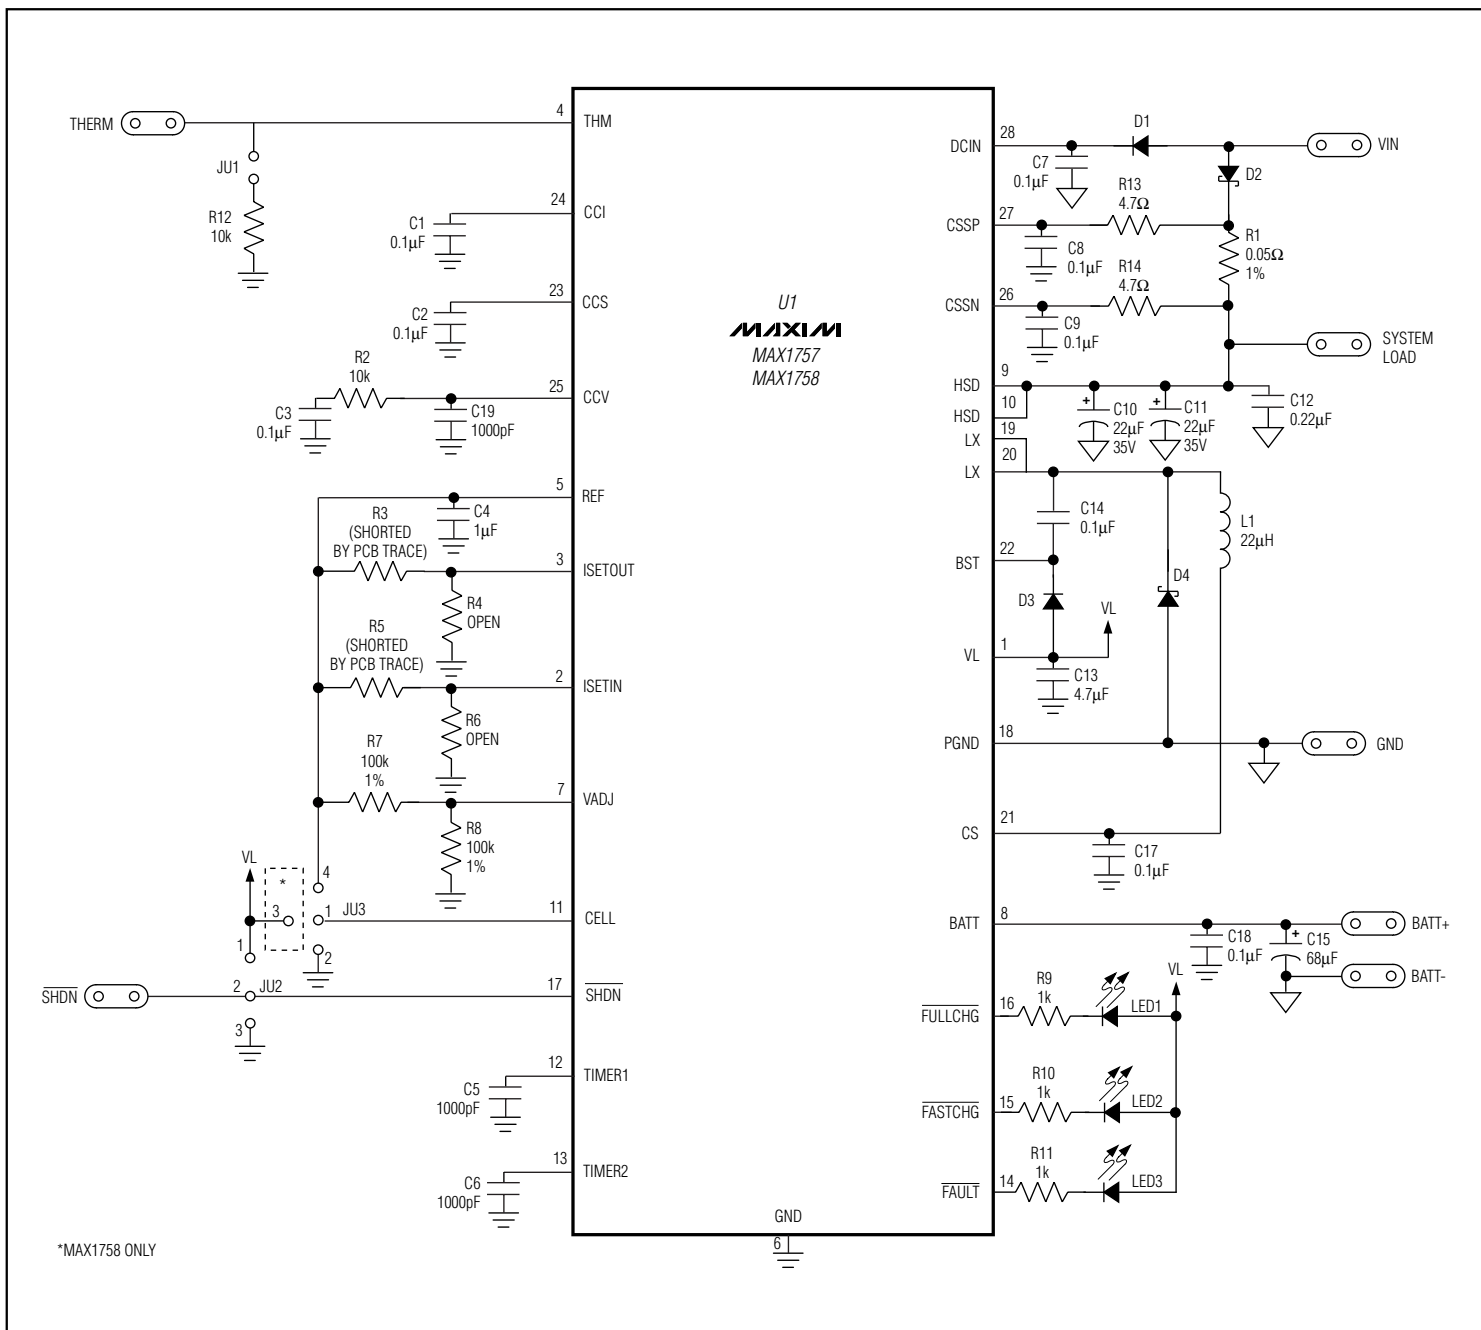 THERM
4
THM
JU1
R12
10k
24
CCI
C1
0.1µF
23
CCS
C2
0.1µF
R2
10k
25
CCV
C3
0.1µF
C19
1000pF
5
REF
C4
1µF
R3
(SHORTED
BY PCB TRACE)
3
ISETOUT
R4
OPEN
R5
(SHORTED
BY PCB TRACE)
2
ISETIN
R6
OPEN
R7
100k
1%
7
VADJ
R8
100k
1%
VL
*
3
4
1
JU3
2
11
CELL
1
SHDN
2
JU2
3
17
SHDN
12
TIMER1
C5
1000pF
13
TIMER2
C6
1000pF
*MAX1758 ONLY
U1
MAXIM
MAX1757
MAX1758
GND
6
DCIN
28
D1
VIN
C7
0.1µF
D2
R13
4.7Ω
CSSP
27
C8
0.1µF
R1
0.05Ω
1%
R14
4.7Ω
CSSN
26
C9
0.1µF
SYSTEM
LOAD
HSD
9
HSD
10
+
C10
22µF
35V
+
C11
22µF
35V
C12
0.22µF
LX
19
LX
20
C14
0.1µF
L1
22µH
BST
22
D3
VL
D4
VL
1
C13
4.7µF
PGND
18
GND
CS
21
C17
0.1µF
BATT
8
BATT+
C18
0.1µF
+
C15
68µF
BATT-
VL
FULLCHG
16
R9
1k
LED1
FASTCHG
15
R10
1k
LED2
FAULT
14
R11
1k
LED3